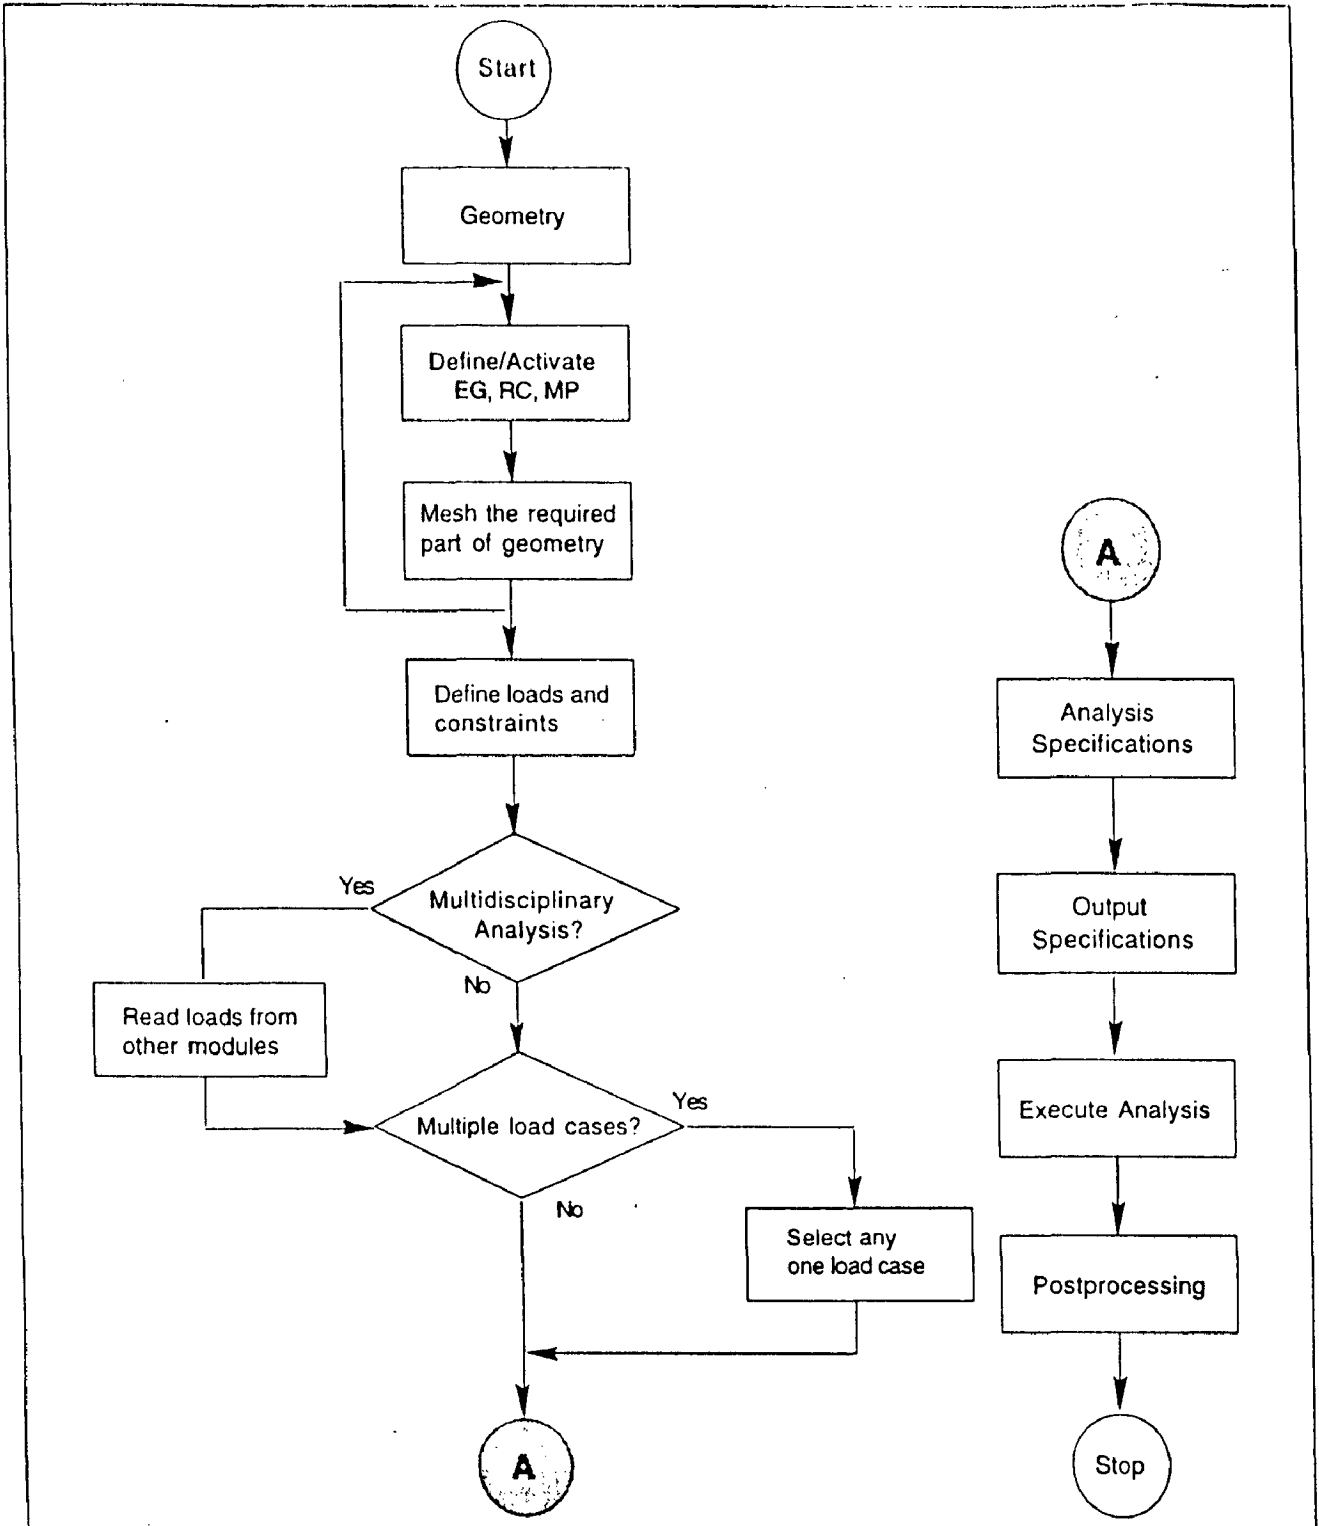 Start
Geometry
Define/Activate
EG, RC, MP
Mesh the required
part of geometry
Define loads and
constraints
Yes
Multidisciplinary
Analysis?
No
Read loads from
other modules
Multiple load cases?
Yes
No
Select any
one load case
A
A
Analysis
Specifications
Output
Specifications
Execute Analysis
Postprocessing
Stop